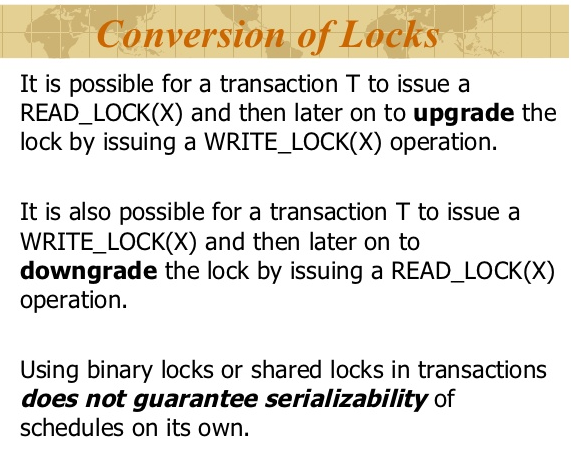 Conversion of Locks
It is possible for a transaction T to issue a
READ_LOCK(X) and then later on to upgrade the
lock by issuing a WRITE_LOCK(X) operation.
It is also possible for a transaction T to issue a
WRITE_LOCK(X) and then later on to
downgrade the lock by issuing a READ_LOCK(X)
operation.
Using binary locks or shared locks in transactions
does not guarantee serializability of
schedules on its own.